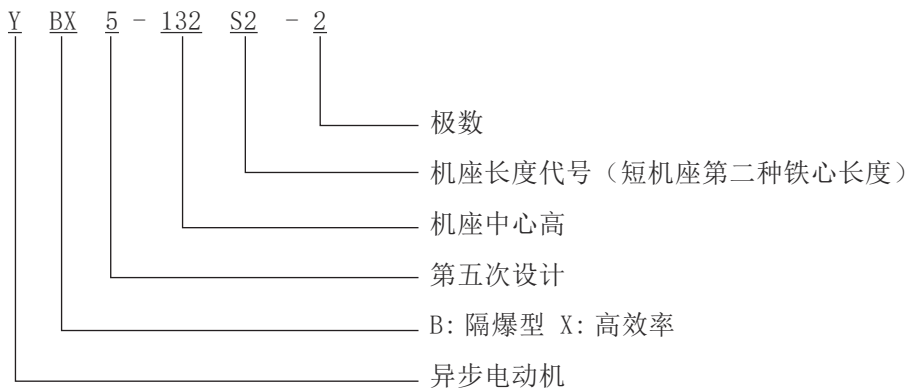 Y BX 5 - 132 S2 - 2
极数
机座长度代号（短机座第二种铁心长度）
机座中心高
第五次设计
B: 隔爆型 X: 高效率
异步电动机